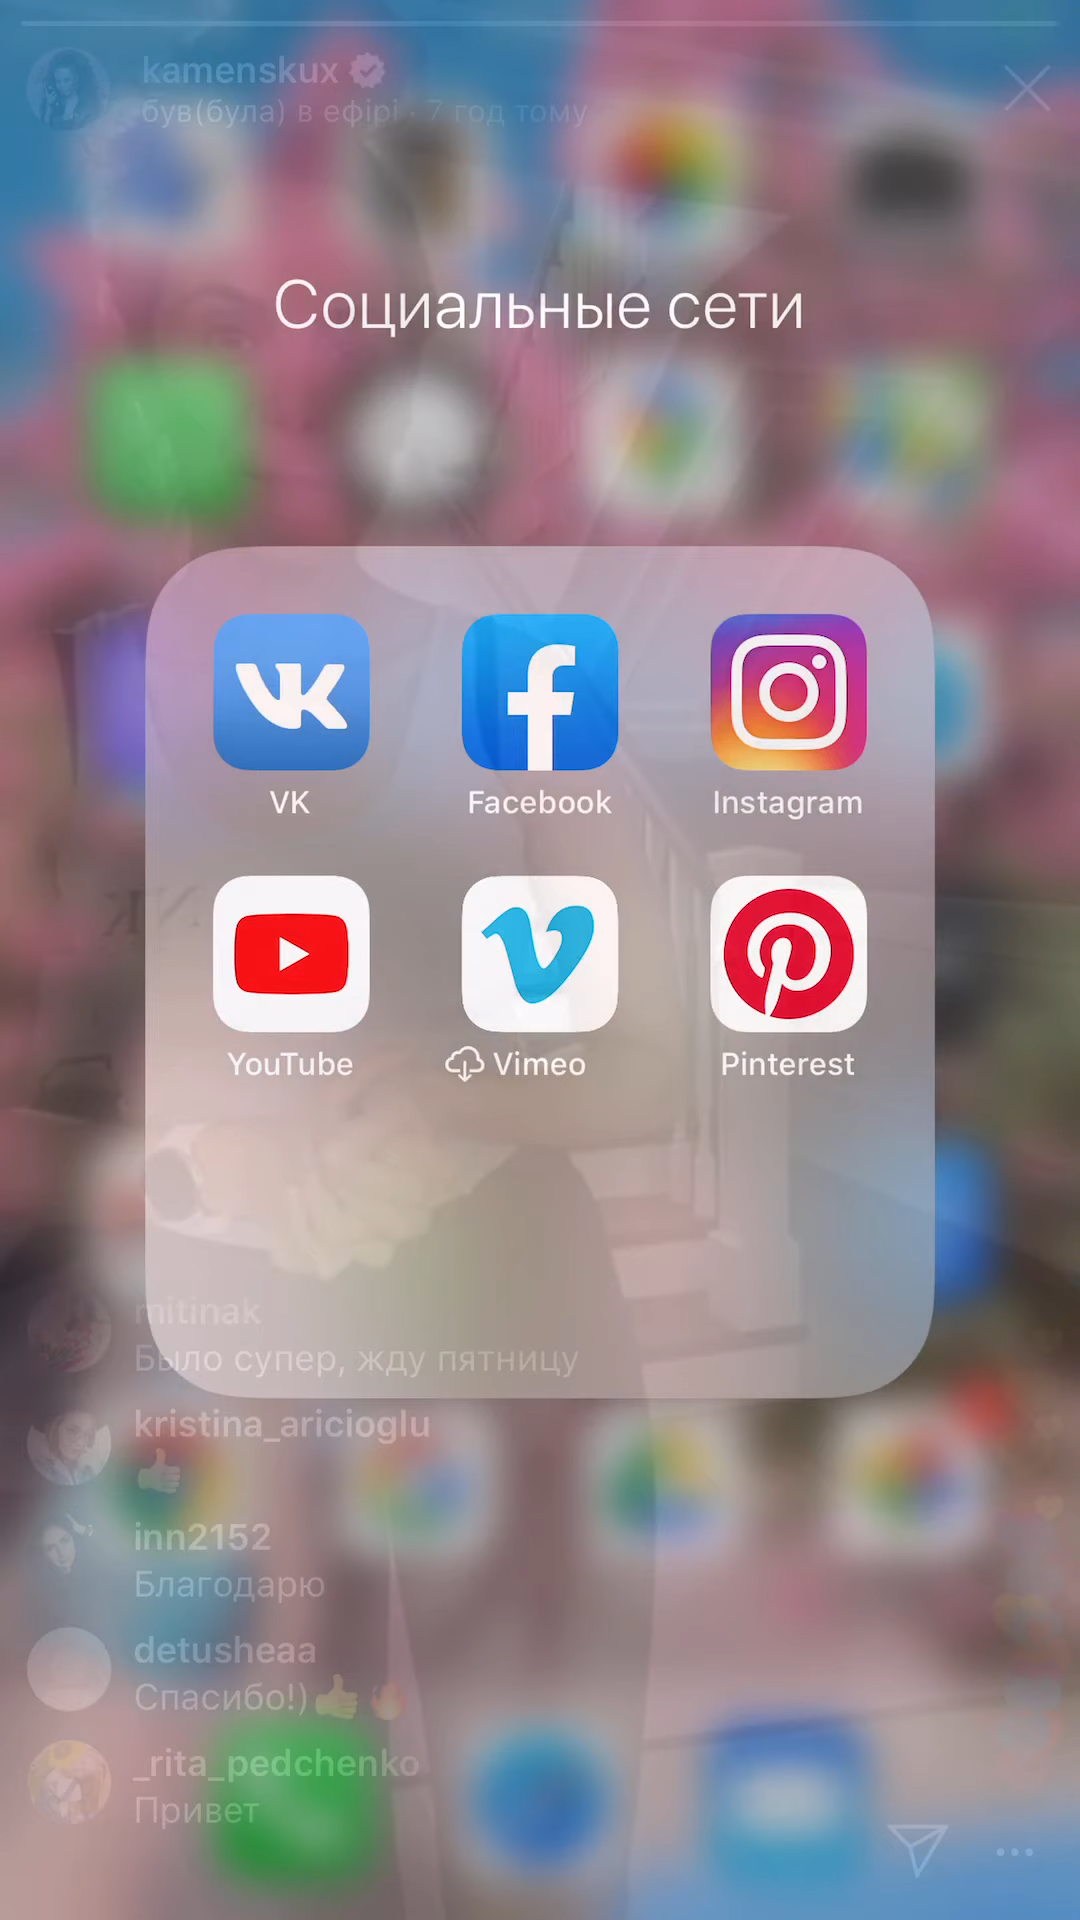 kamenskux
був(була) в ефірі · 7 год тому
Социальные сети
VK
Facebook
Instagram
YouTube
Vimeo
Pinterest
mitinak
Было супер, жду пятницу
kristina_aricioglu
👍
inn2152
Благодарю
detusheaa
Спасибо!)👍🔥
_rita_pedchenko
Привет